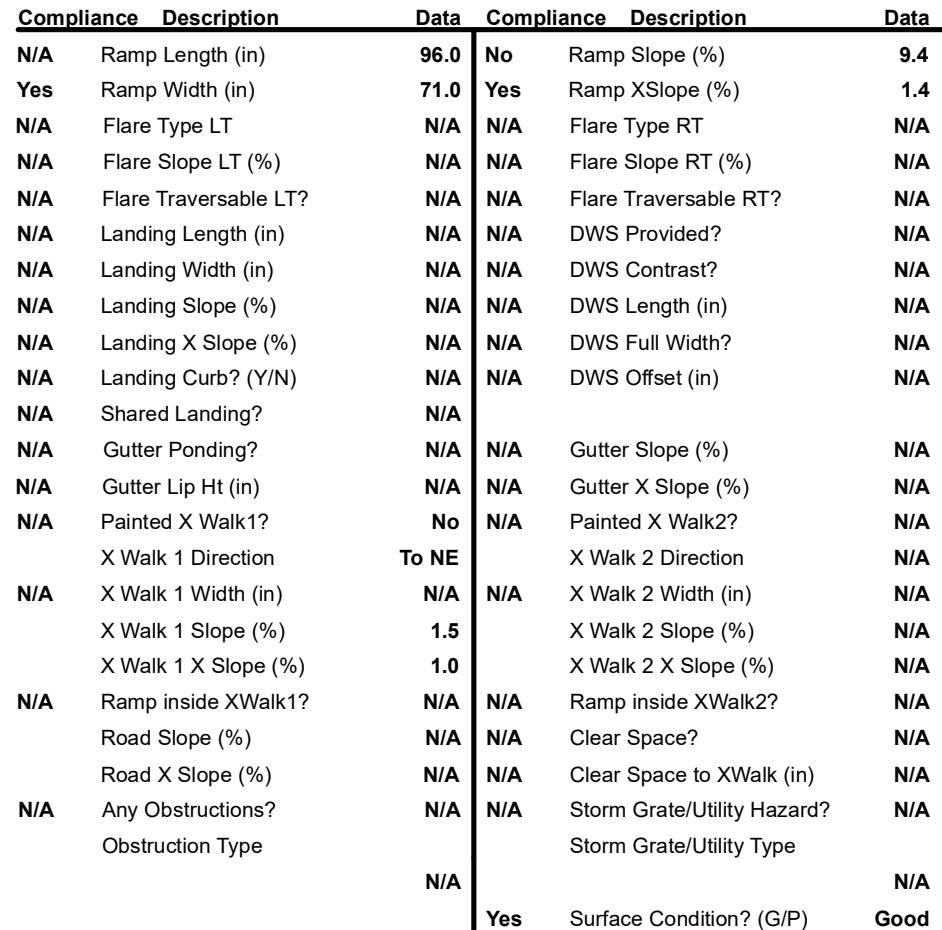 Compliance Description Data Compliance Description Data
N/A Ramp Length (in) 96.0 No Ramp Slope (%) 9.4
Yes Ramp Width (in) 71.0 Yes Ramp XSlope (%) 1.4
N/A Flare Type LT N/A N/A Flare Type RT N/A
N/A Flare Slope LT (%) N/A N/A Flare Slope RT (%) N/A
N/A Flare Traversable LT? N/A N/A Flare Traversable RT? N/A
N/A Landing Length (in) N/A N/A DWS Provided? N/A
N/A Landing Width (in) N/A N/A DWS Contrast? N/A
N/A Landing Slope (%) N/A N/A DWS Length (in) N/A
N/A Landing X Slope (%) N/A N/A DWS Full Width? N/A
N/A Landing Curb? (Y/N) N/A N/A DWS Offset (in) N/A
N/A Shared Landing? N/A
N/A Gutter Ponding? N/A N/A Gutter Slope (%) N/A
N/A Gutter Lip Ht (in) N/A N/A Gutter X Slope (%) N/A
N/A Painted X Walk1? No N/A Painted X Walk2? N/A
X Walk 1 Direction To NE X Walk 2 Direction N/A
N/A X Walk 1 Width (in) N/A N/A X Walk 2 Width (in) N/A
X Walk 1 Slope (%) 1.5 X Walk 2 Slope (%) N/A
X Walk 1 X Slope (%) 1.0 X Walk 2 X Slope (%) N/A
N/A Ramp inside XWalk1? N/A N/A Ramp inside XWalk2? N/A
Road Slope (%) N/A N/A Clear Space? N/A
Road X Slope (%) N/A N/A Clear Space to XWalk (in) N/A
N/A Any Obstructions? N/A N/A Storm Grate/Utility Hazard? N/A
Obstruction Type Storm Grate/Utility Type
N/A N/A
Yes Surface Condition? (G/P) Good